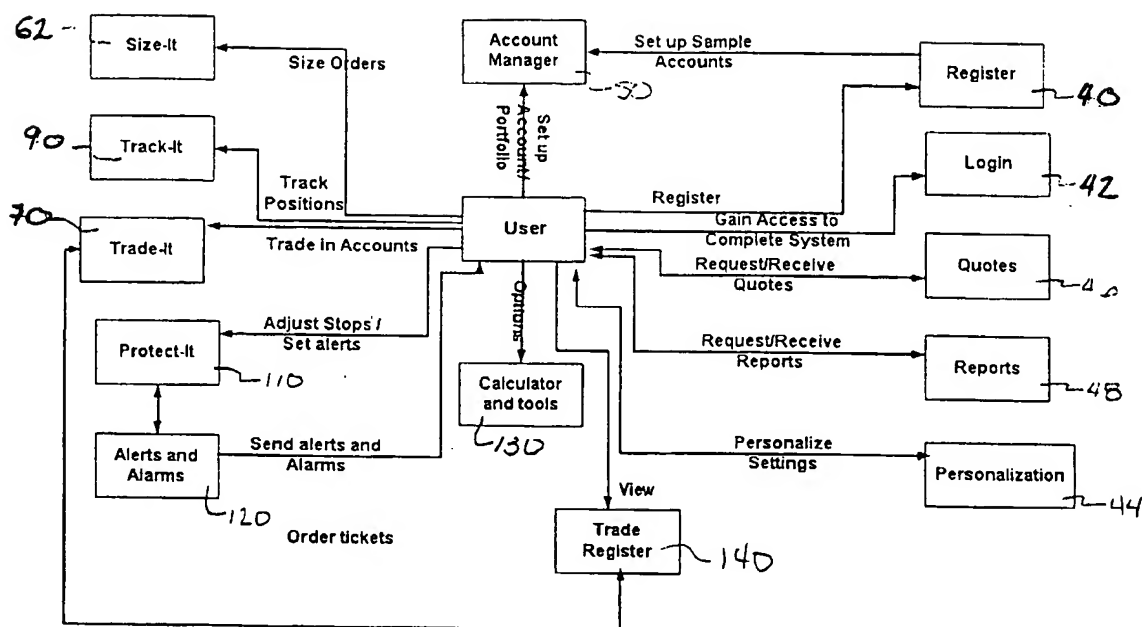 62
Size-It
Size Orders
Account
Manager
Set up Sample
Accounts
Register
40
90
Track-It
Track
Positions
Set up
Account/
Portfolio
Login
42
70
Trade-It
Trade in Accounts
User
Register
Gain Access to
Complete System
Request/Receive
Quotes
Quotes
Adjust Stops /
Set alerts
Protect-It
110
Options
Calculator
and tools
130
Request/Receive
Reports
Reports
48
Alerts and
Alarms
120
Send alerts and
Alarms
Personalize
Settings
Personalization
44
Order tickets
View
Trade
Register
140